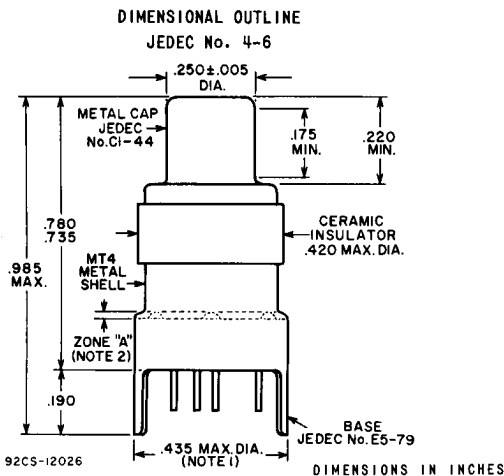 DIMENSIONAL OUTLINE
JEDEC No. 4-6
.250±.005
DIA.
METAL CAP
JEDEC
No.C1-44
.175
MIN.
.220
MIN.
.780
.735
CERAMIC
INSULATOR
.420 MAX.DIA.
.985
MAX.
MT4
METAL
SHELL
ZONE "A"
(NOTE 2)
.190
BASE
JEDEC No.E5-79
.435 MAX.DIA.
(NOTE 1)
92CS-12026
DIMENSIONS IN INCHES